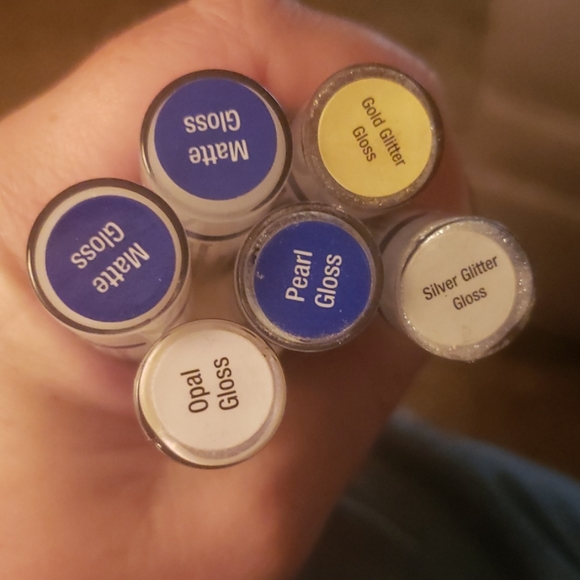 Matte
Gloss
Gold Glitter
Gloss
Matte
Gloss
Pearl
Gloss
Silver Glitter
Gloss
Opal
Gloss